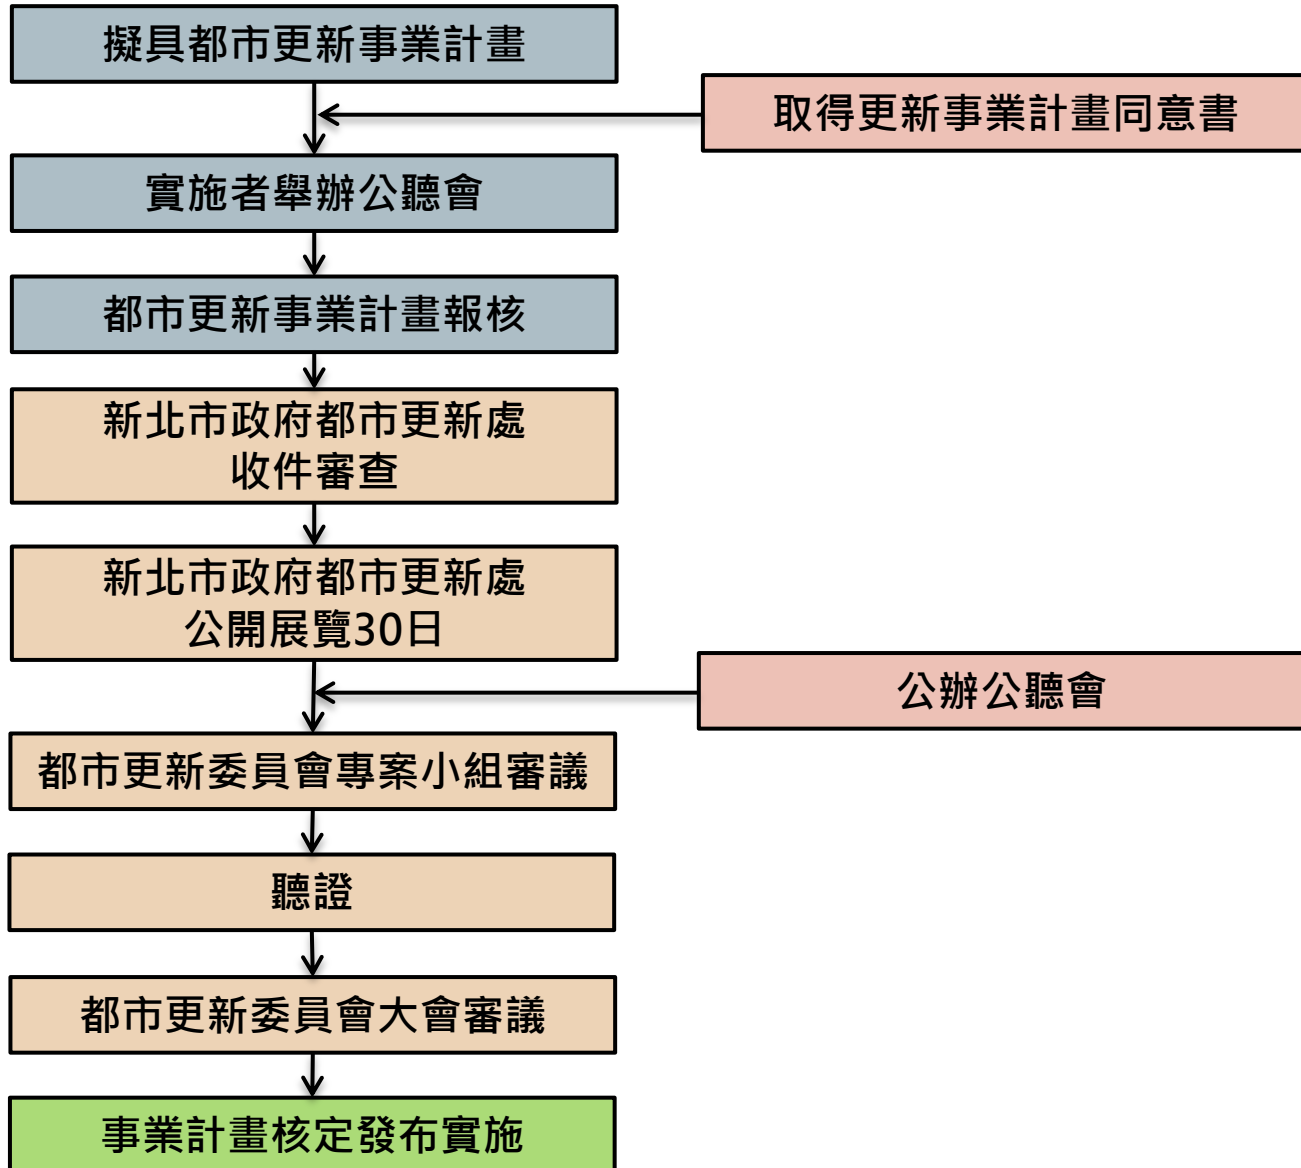 擬具都市更新事業計畫
取得更新事業計畫同意書
實施者舉辦公聽會
都市更新事業計畫報核
新北市政府都市更新處
收件審查
新北市政府都市更新處
公開展覽30日
公辦公聽會
都市更新委員會專案小組審議
聽證
都市更新委員會大會審議
事業計畫核定發布實施